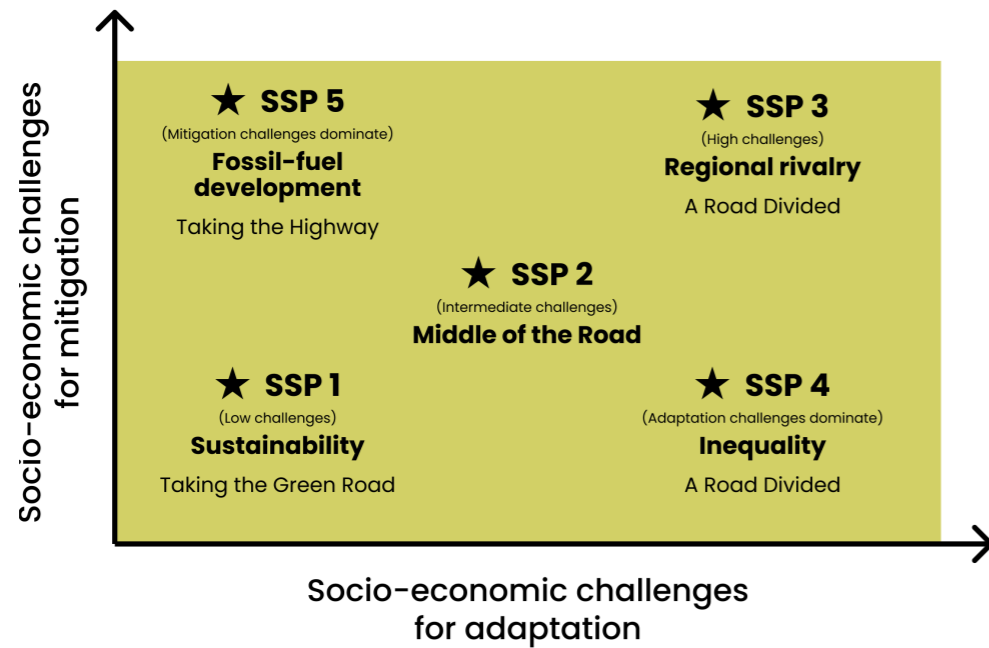 Socio-economic challenges
for mitigation
SSP 5
(Mitigation challenges dominate)
Fossil-fuel
development
Taking the Highway
SSP 3
(High challenges)
Regional rivalry
A Road Divided
SSP 2
(Intermediate challenges)
Middle of the Road
SSP 1
(Low challenges)
Sustainability
Taking the Green Road
SSP 4
(Adaptation challenges dominate)
Inequality
A Road Divided
Socio-economic challenges
for adaptation